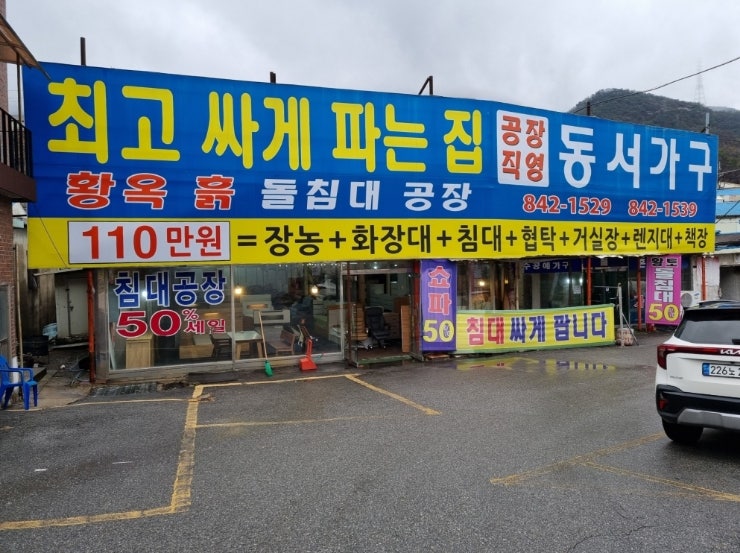 최고 싸게 파는 집
공장
직영
동서가구
황옥 흙 돌침대 공장
842-1529 842-1539
110만원=장농+화장대+침대+협탁+거실장+렌지대+책장
침대공장
50%세일
쇼파
50
침대 싸게 팝니다
돌침대
50